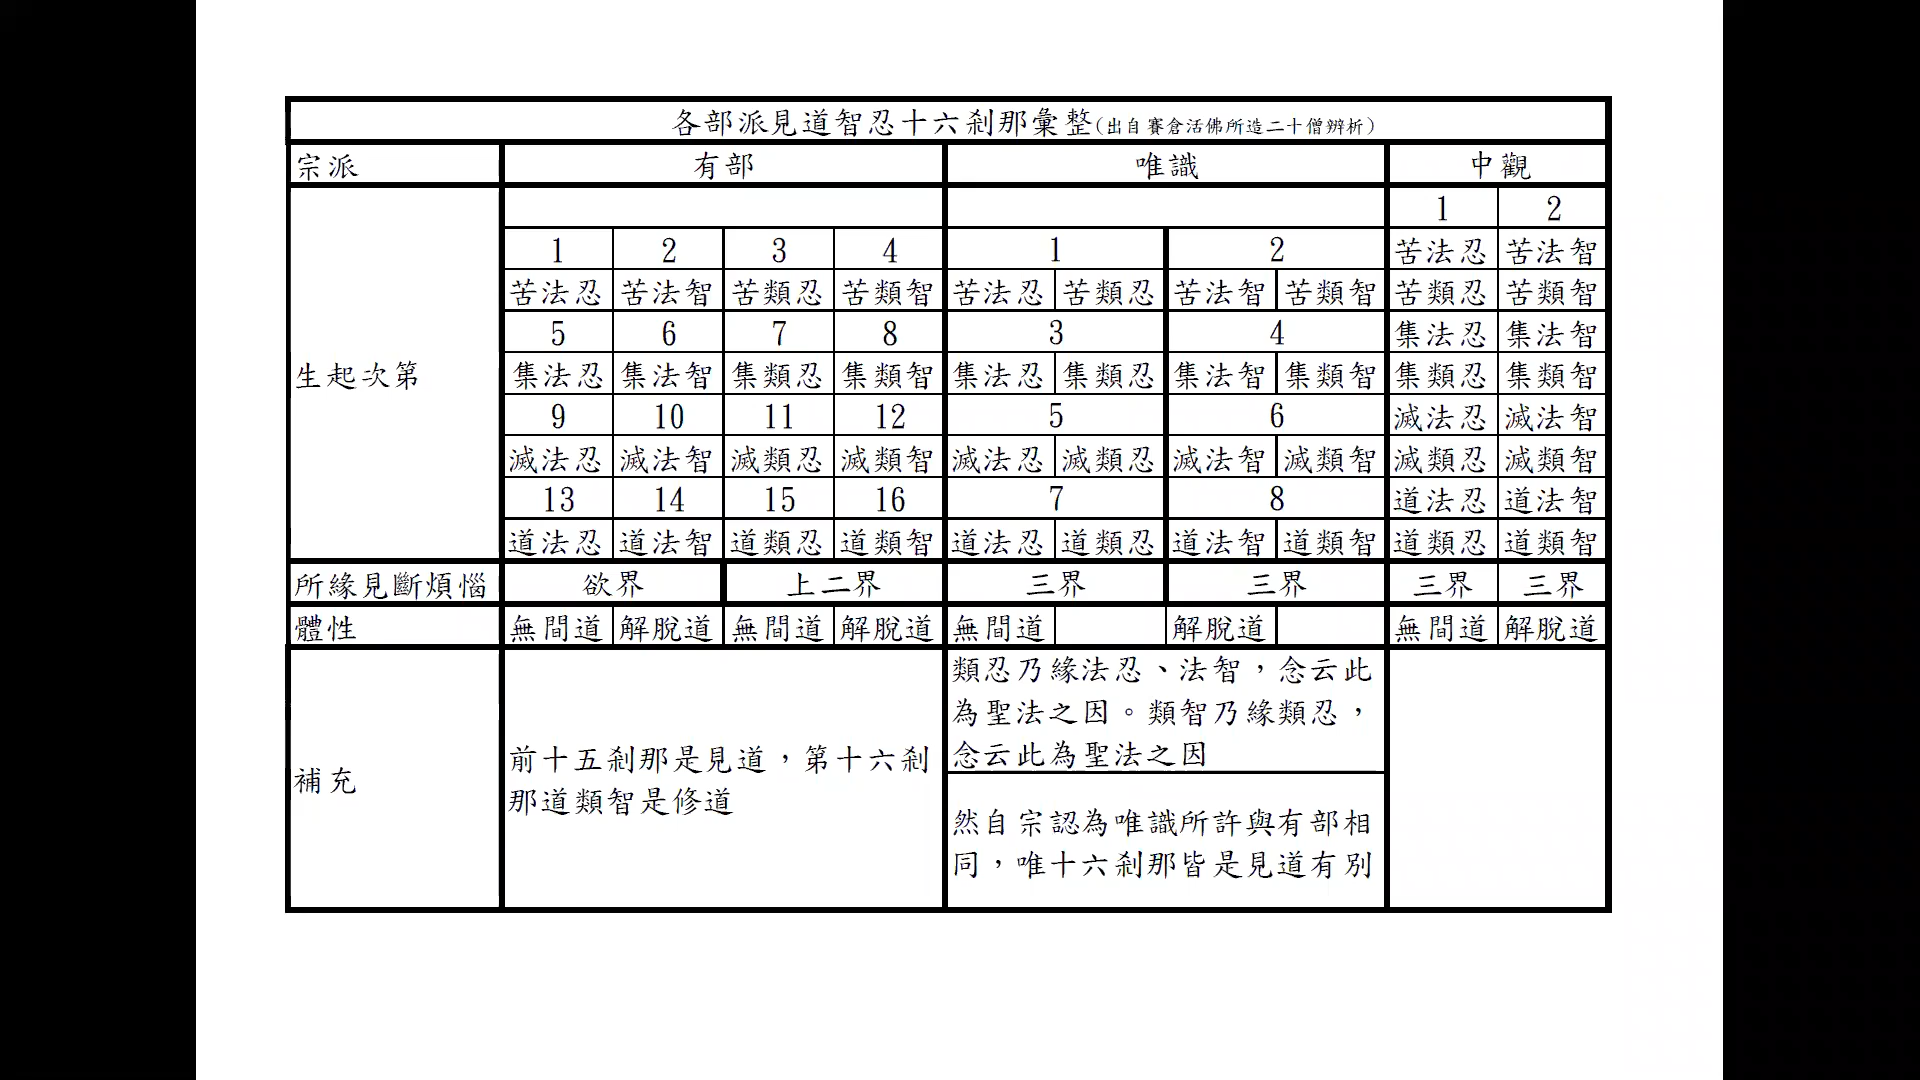 各部派見道智忍十六剎那彙整(出自賽倉活佛所造二十僧辨析)
宗派 有部 唯識 中觀
1 2
1 2 3 4 1 2 苦法忍 苦法智
苦法忍 苦法智 苦類忍 苦類智 苦法忍 苦類忍 苦法智 苦類智 苦類忍 苦類智
5 6 7 8 3 4 集法忍 集法智
生起次第 集法忍 集法智 集類忍 集類智 集法忍 集類忍 集法智 集類智 集類忍 集類智
9 10 11 12 5 6 滅法忍 滅法智
滅法忍 滅法智 滅類忍 滅類智 滅法忍 滅類忍 滅法智 滅類智 滅類忍 滅類智
13 14 15 16 7 8 道法忍 道法智
道法忍 道法智 道類忍 道類智 道法忍 道類忍 道法智 道類智 道類忍 道類智
所緣見斷煩惱 欲界 上二界 三界 三界 三界 三界
體性 無間道 解脫道 無間道 解脫道 無間道 解脫道 無間道 解脫道
補充
前十五剎那是見道，第十六剎
那道類智是修道
類忍乃緣法忍、法智，念云此
為聖法之因。類智乃緣類忍，
念云此為聖法之因
然自宗認為唯識所許與有部相
同，唯十六剎那皆是見道有別